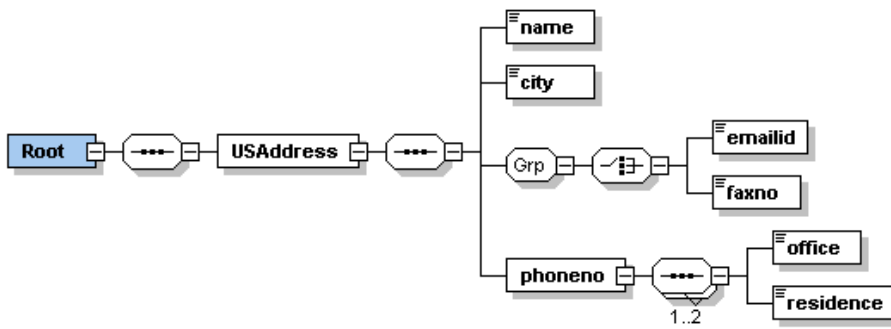 name
city
Root
USAddress
Grp
emailid
faxno
phoneno
office
residence
1..2